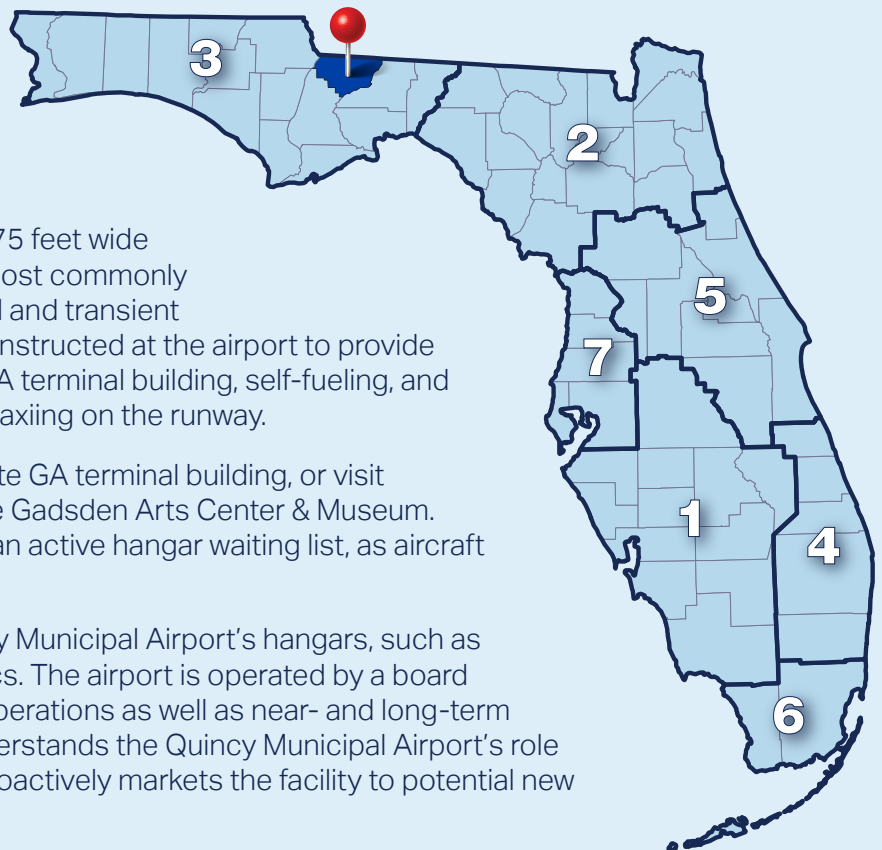 3
2
75 feet wide
ost commonly
l and transient
5
nstructed at the airport to provide
7
A terminal building, self-fueling, and
axiing on the runway.
te GA terminal building, or visit
e Gadsden Arts Center & Museum.
1
an active hangar waiting list, as aircraft
4
y Municipal Airport's hangars, such as
cs. The airport is operated by a board
perations as well as near- and long-term
6
erstands the Quincy Municipal Airport's role
oactively markets the facility to potential new